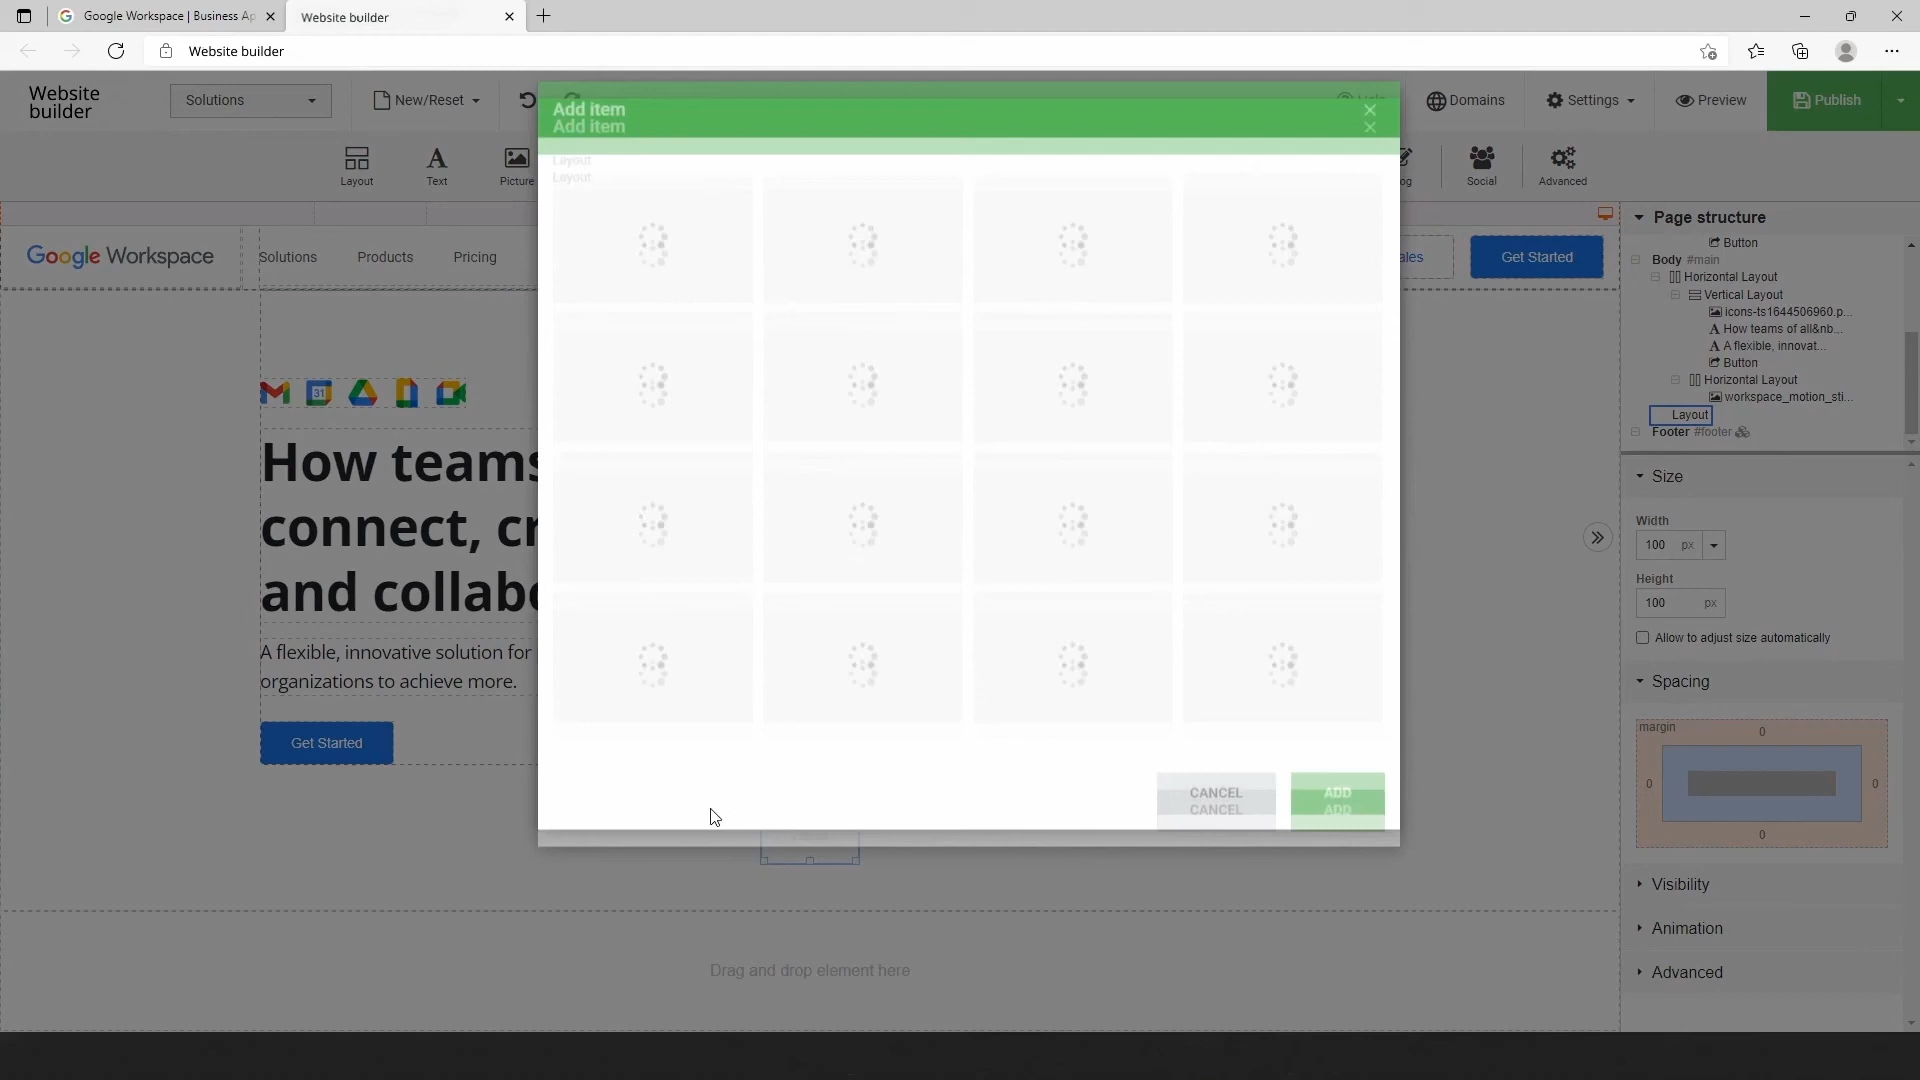 Google Workspace | Business Ap
Website builder
Website builder
Website
builder
Solutions
New/Reset
Domains
Settings
Preview
Publish
Add item
Add item
Layout
Text
Picture
Social
Advanced
Layout
Layout
Google Workspace
Solutions
Products
Pricing
Get Started
31
How teams
connect, cr
and collab
A flexible, innovative solution for
organizations to achieve more.
Get Started
CANCEL
CANCEL
ADD
ADD
Drag and drop element here
Page structure
Button
Body #main
Horizontal Layout
Vertical Layout
icons-ts1644506960.p...
How teams of all&nb...
A flexible, innovat...
Button
Horizontal Layout
workspace_motion_sti...
Layout
Footer #footer
Size
Width
100 px
Height
100 px
Allow to adjust size automatically
Spacing
margin
0
0
0
0
Visibility
Animation
Advanced